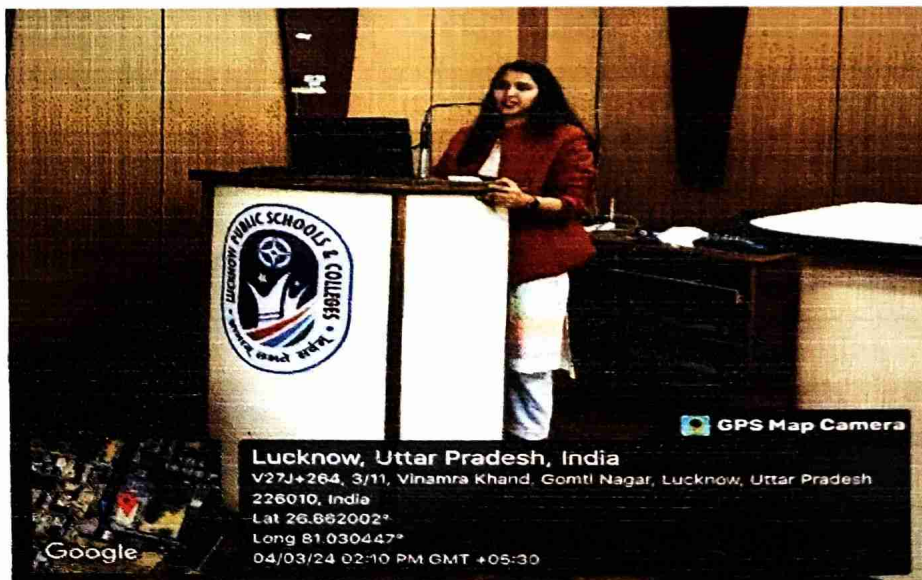 LUCKNOW PUBLIC SCHOOLS & COLLEGES
GPS Map Camera
Lucknow, Uttar Pradesh, India
V27J+264, 3/11, Vinamra Khand, Gomti Nagar, Lucknow, Uttar Pradesh
226010, India
Lat 26.862002°
Long 81.030447°
04/03/24 02:10 PM GMT +05:30
Google